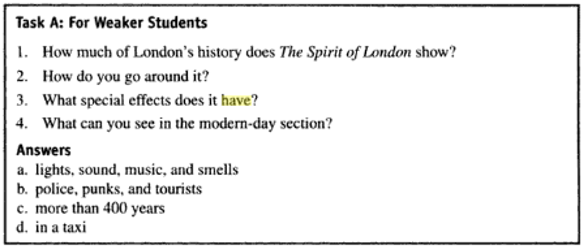 Task A: For Weaker Students
1. How much of London's history does The Spirit of London show?
2. How do you go around it?
3. What special effects does it have?
4. What can you see in the modern-day section?
Answers
a. lights, sound, music, and smells
b. police, punks, and tourists
c. more than 400 years
d. in a taxi